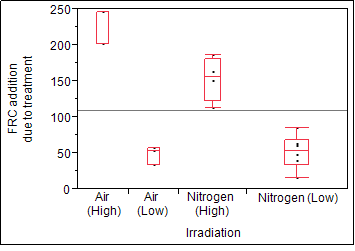 250
200
150
100
50
0
FRC addition
due to treatment
Air
(High)
Air
(Low)
Nitrogen
(High)
Nitrogen (Low)
Irradiation